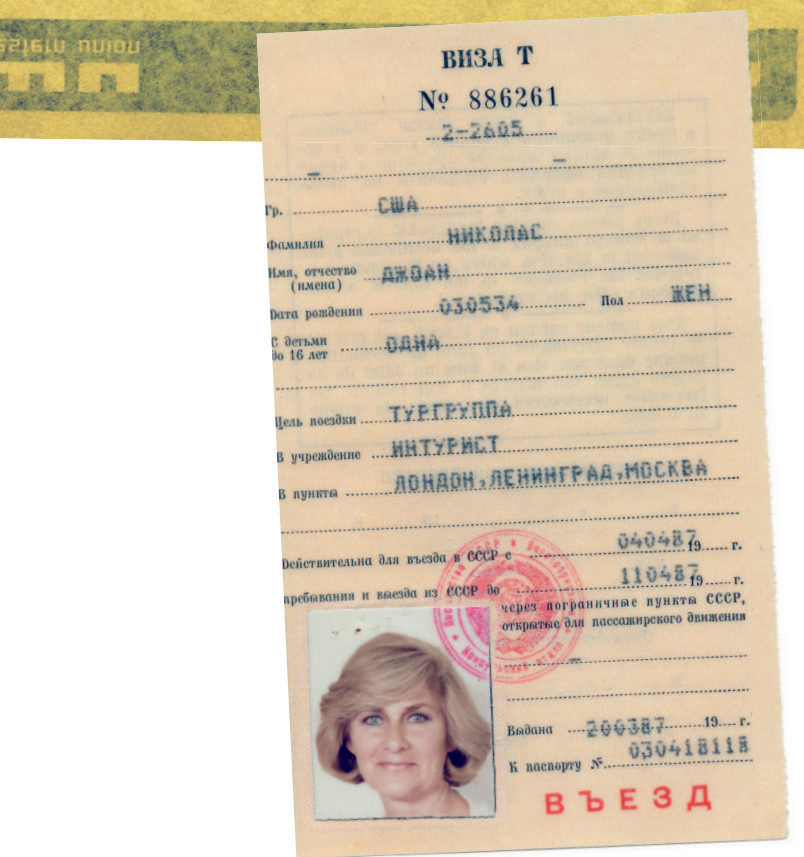 estern union
ВИЗА Т
№ 886261
2-2605
— —
Гр. США
Фамилия НИКОЛАС
Имя, отчество ДЖОАН
(имена)
Дата рождения 030534 Пол ЖЕН
С детьми
до 16 лет ОДНА
Цель поездки ТУРГРУППА
В учреждение ИНТУРИСТ
В пункты ЛОНДОН,ЛЕНИНГРАД,МОСКВА
Действительна для въезда в СССР с 040487 19 г.
пребывания и выезда из СССР до 110487 19 г.
через пограничные пункты СССР,
открытые для пассажирского движения
—
Выдана 200387 19 г.
К паспорту № 030418118
ВЪЕЗД